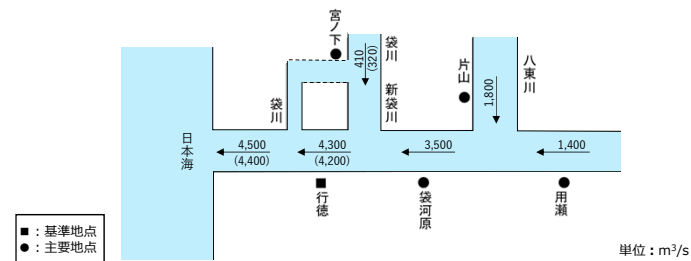 宮ノ下
袋川
410
(320)
新袋川
袋川
片山
1,800
八東川
日本海
4,500
(4,400)
4,300
(4,200)
3,500
1,400
行徳
袋河原
用瀬
■：基準地点
●：主要地点
単位：m³/s